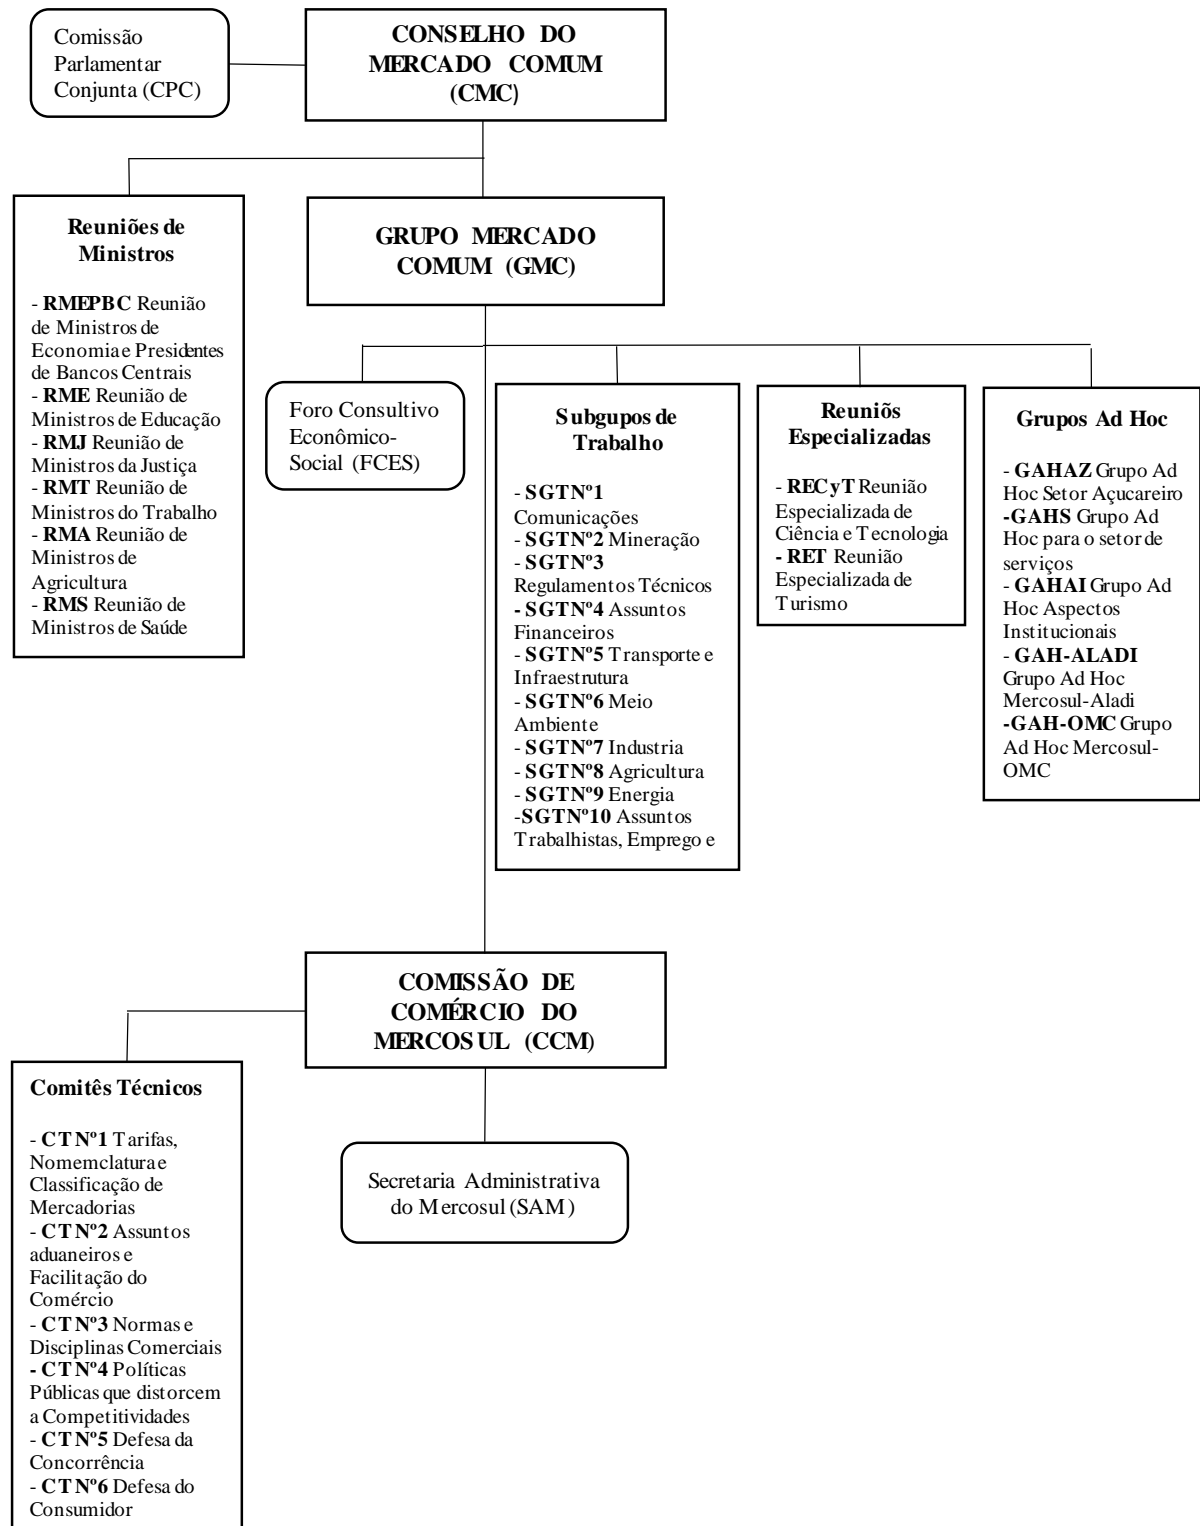 Comissão
Parlamentar
Conjunta (CPC)
CONSELHO DO
MERCADO COMUM
(CMC)
Reuniões de
Ministros
- RMEPBC Reunião
de Ministros de
Economia e Presidentes
de Bancos Centrais
- RME Reunião de
Ministros de Educação
- RMJ Reunião de
Ministros da Justiça
- RMT Reunião de
Ministros do Trabalho
- RMA Reunião de
Ministros de
Agricultura
- RMS Reunião de
Ministros de Saúde
GRUPO MERCADO
COMUM (GMC)
Foro Consultivo
Econômico-
Social (FCES)
Subgupos de
Trabalho
- SGTNº1
Comunicações
- SGTNº2 Mineração
- SGTNº3
Regulamentos Técnicos
- SGTNº4 Assuntos
Financeiros
- SGTNº5 Transporte e
Infraestrutura
- SGTNº6 Meio
Ambiente
- SGTNº7 Industria
- SGTNº8 Agricultura
- SGTNº9 Energia
-SGTNº10 Assuntos
Trabalhistas, Emprego e
Reuniõs
Especializadas
- RECyT Reunião
Especializada de
Ciência e Tecnologia
- RET Reunião
Especializada de
Turismo
Grupos Ad Hoc
- GAHAZ Grupo Ad
Hoc Setor Açucareiro
-GAHS Grupo Ad
Hoc para o setor de
serviços
- GAHAI Grupo Ad
Hoc Aspectos
Institucionais
- GAH-ALADI
Grupo Ad Hoc
Mercosul-Aladi
-GAH-OMC Grupo
Ad Hoc Mercosul-
OMC
COMISSÃO DE
COMÉRCIO DO
MERCOSUL (CCM)
Comitês Técnicos
- CTNº1 Tarifas,
Nomemclatura e
Classificação de
Mercadorias
- CTNº2 Assuntos
aduaneiros e
Facilitação do
Comércio
- CTNº3 Normas e
Disciplinas Comerciais
- CTNº4 Políticas
Públicas que distorcem
a Competitividades
- CTNº5 Defesa da
Concorrência
- CTNº6 Defesa do
Consumidor
Secretaria Administrativa
do Mercosul (SAM)